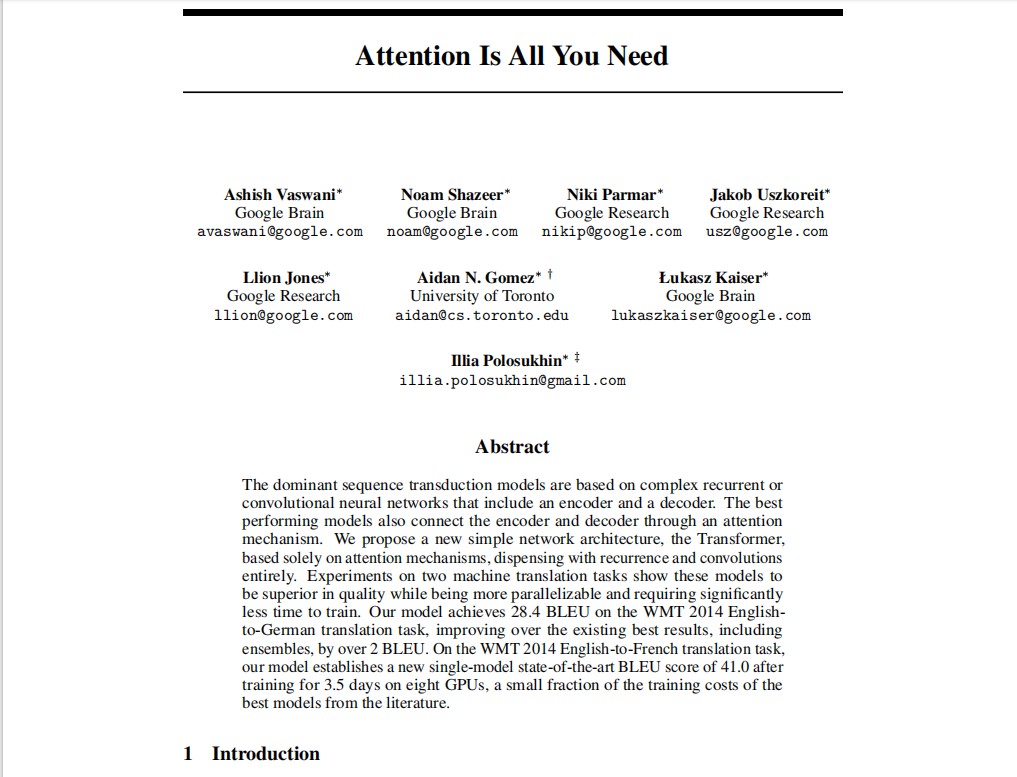 Attention Is All You Need
Ashish Vaswani* Noam Shazeer* Niki Parmar* Jakob Uszkoreit*
Google Brain Google Brain Google Research Google Research
avaswani@google.com noam@google.com nikip@google.com usz@google.com
Llion Jones* Aidan N. Gomez* † Łukasz Kaiser*
Google Research University of Toronto Google Brain
llion@google.com aidan@cs.toronto.edu lukaszkaiser@google.com
Illia Polosukhin* ‡
illia.polosukhin@gmail.com
Abstract
The dominant sequence transduction models are based on complex recurrent or
convolutional neural networks that include an encoder and a decoder. The best
performing models also connect the encoder and decoder through an attention
mechanism. We propose a new simple network architecture, the Transformer,
based solely on attention mechanisms, dispensing with recurrence and convolutions
entirely. Experiments on two machine translation tasks show these models to
be superior in quality while being more parallelizable and requiring significantly
less time to train. Our model achieves 28.4 BLEU on the WMT 2014 English-
to-German translation task, improving over the existing best results, including
ensembles, by over 2 BLEU. On the WMT 2014 English-to-French translation task,
our model establishes a new single-model state-of-the-art BLEU score of 41.0 after
training for 3.5 days on eight GPUs, a small fraction of the training costs of the
best models from the literature.
1 Introduction